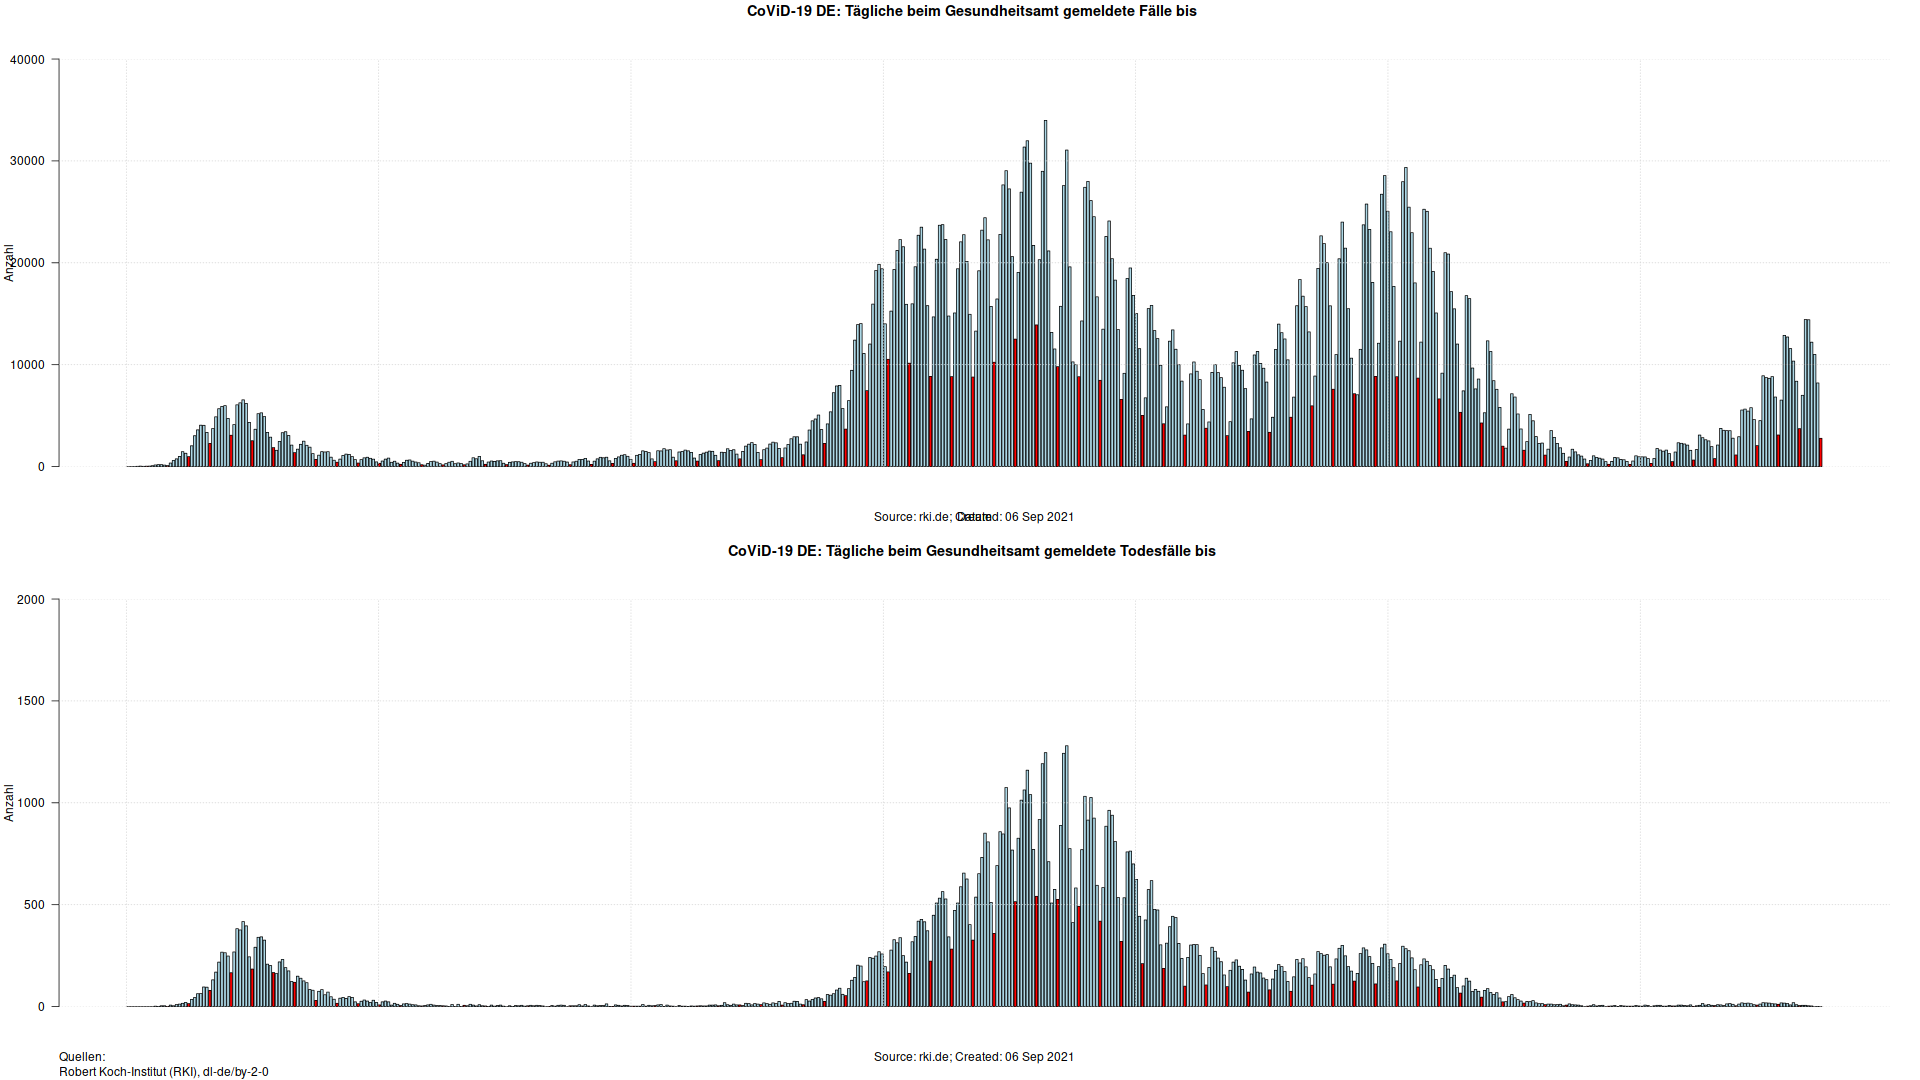 CoViD-19 DE: Tägliche beim Gesundheitsamt gemeldete Fälle bis
40000
30000
20000
10000
0
Anzahl
Datum
Source: rki.de; Created: 06 Sep 2021
CoViD-19 DE: Tägliche beim Gesundheitsamt gemeldete Todesfälle bis
2000
1500
1000
500
0
Anzahl
Source: rki.de; Created: 06 Sep 2021
Quellen:
Robert Koch-Institut (RKI), dl-de/by-2-0